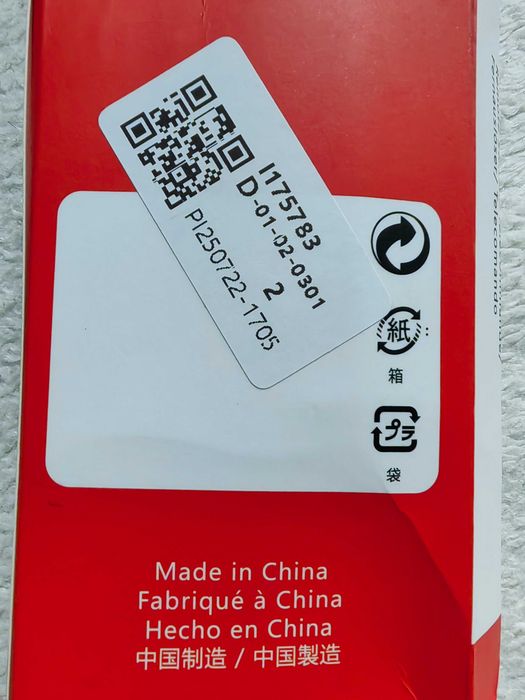 I175783
D-01-02-0301
2
PI250722-1705
紙
箱
プラ
袋
Made in China
Fabriqué à China
Hecho en China
中国制造 / 中国製造
Telecomando